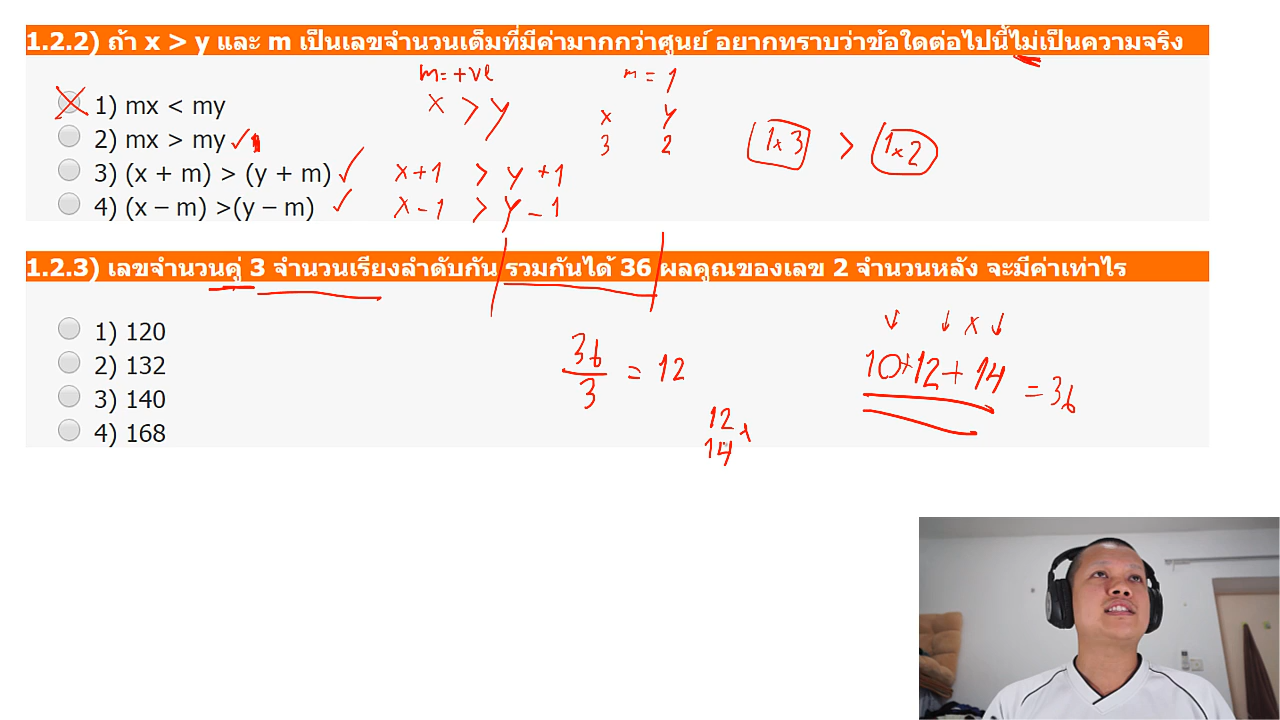 1.2.2) ถ้า x > y และ m เป็นเลขจำนวนเต็มที่มีค่ามากกว่าศูนย์ อยากทราบว่าข้อใดต่อไปนี้ไม่เป็นความจริง
m = +ve m = 1
1) mx < my x > y x y
2) mx > my 3 2 1x3 > 1x2
3) (x + m) > (y + m) x+1 > y+1
4) (x – m) >(y – m) x-1 > y-1
1.2.3) เลขจำนวนคู่ 3 จำนวนเรียงลำดับกัน รวมกันได้ 36 ผลคูณของเลข 2 จำนวนหลัง จะมีค่าเท่าไร
1) 120
2) 132
3) 140
4) 168
36/3 = 12
10+12+14 = 36
x
12
14 x